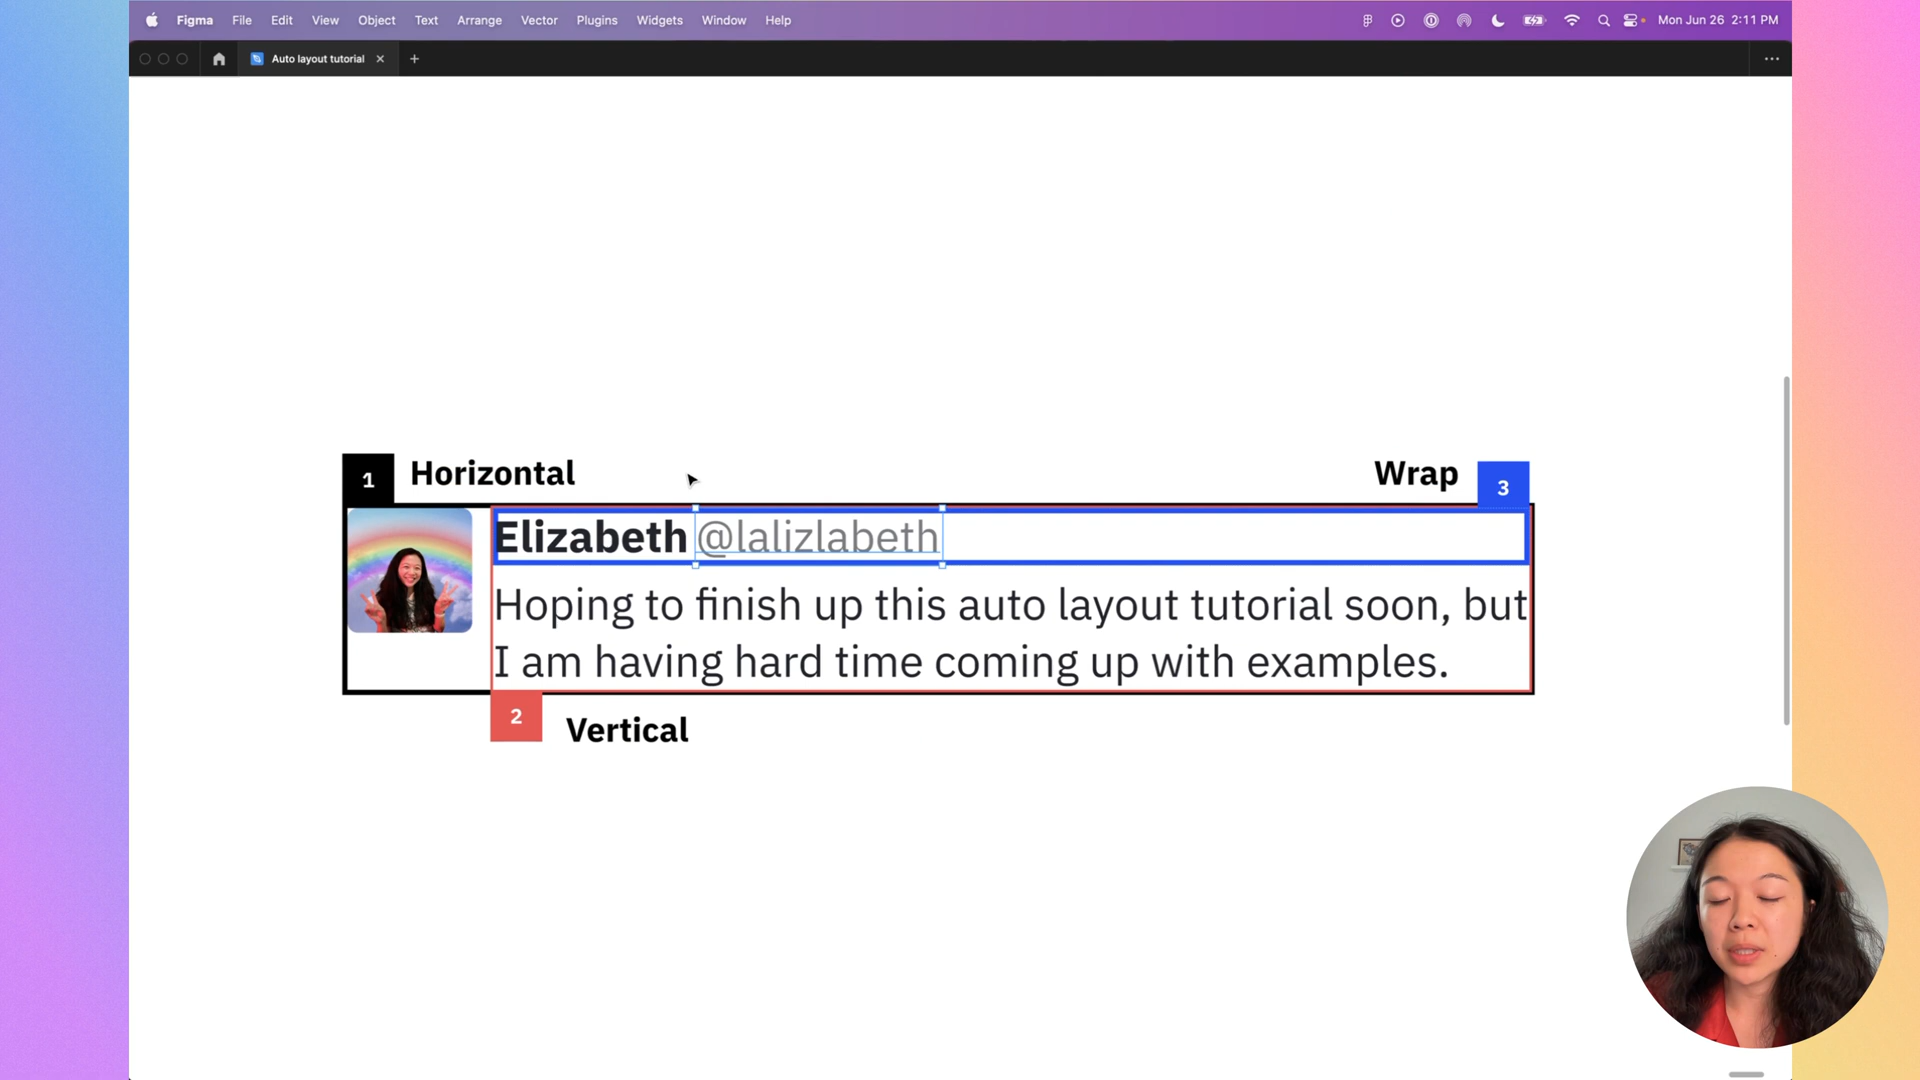 Figma File Edit View Object Text Arrange Vector Plugins Widgets Window Help Mon Jun 26 2:11 PM
Auto layout tutorial
1 Horizontal
Wrap 3
Elizabeth @lalizlabeth
Hoping to finish up this auto layout tutorial soon, but
I am having hard time coming up with examples.
2 Vertical